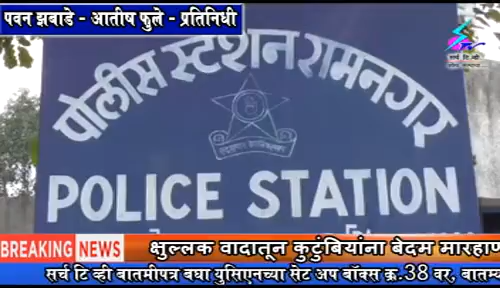 पवन झबाडे - आतीष फुले - प्रतिनिधी
सर्च टि व्ही
पोलीस स्टेशन रामनगर
POLICE STATION
BREAKING NEWS क्षुल्लक वादातून कुटुंबियांना बेदम मारहाण
सर्च टि व्ही बातमीपत्र बघा युसिएनच्या सेट अप बॉक्स क्र.38 वर, बातम्